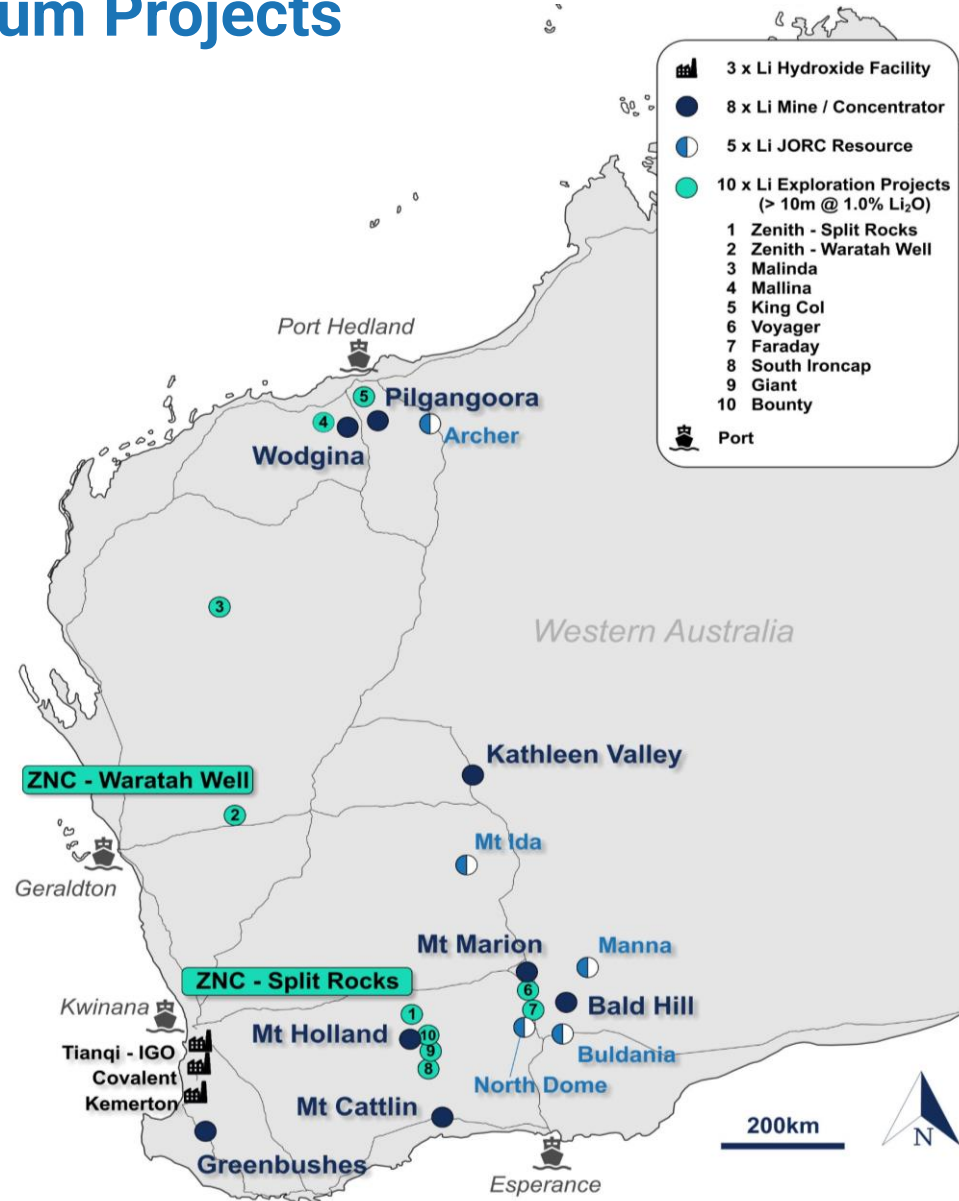 um Projects
3 x Li Hydroxide Facility
8 x Li Mine / Concentrator
5 x Li JORC Resource
10 x Li Exploration Projects
(> 10m @ 1.0% Li₂O)
1 Zenith - Split Rocks
2 Zenith - Waratah Well
3 Malinda
4 Mallina
5 King Col
6 Voyager
7 Faraday
8 South Ironcap
9 Giant
10 Bounty
Port
Port Hedland
5
Pilgangoora
4
Archer
Wodgina
3
Western Australia
Kathleen Valley
ZNC - Waratah Well
2
Mt Ida
Geraldton
Mt Marion
Manna
ZNC - Split Rocks
6
Kwinana
1
7
Bald Hill
Mt Holland
10
9
8
Tianqi - IGO
Covalent
Kemerton
Buldania
North Dome
Mt Cattlin
200km
N
Greenbushes
Esperance